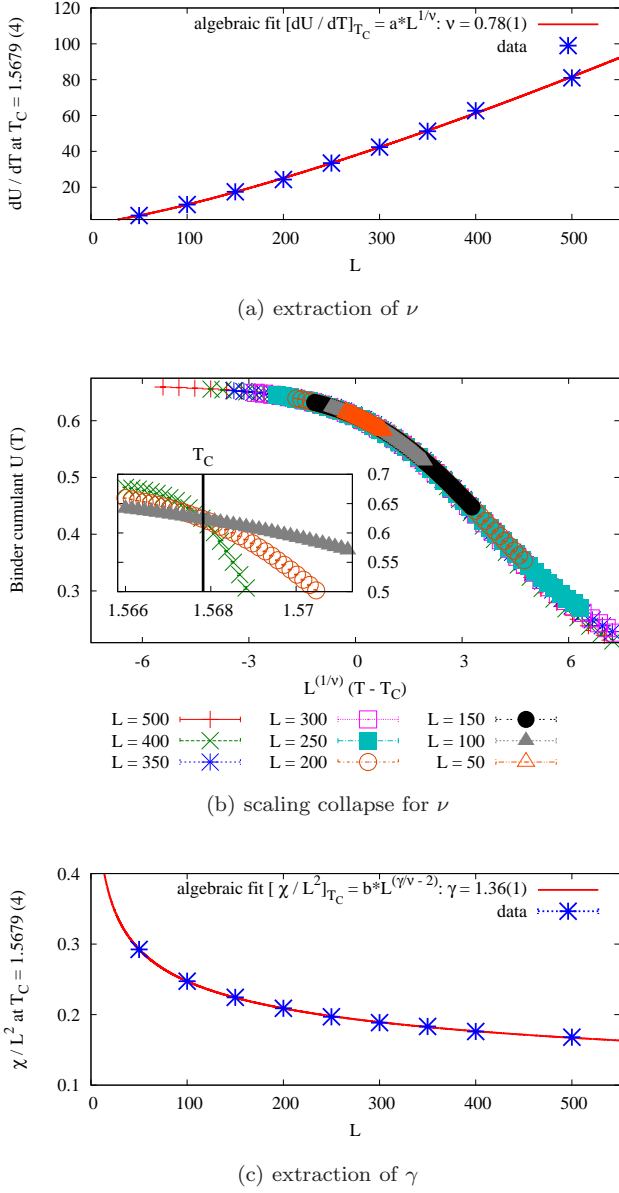 120
100
80
60
40
20
0 100 200 300 400 500
dU / dT at T_C = 1.5679 (4)
algebraic fit [dU / dT]_{T_C} = a*L^{1/ν}: ν = 0.78(1)
data
L
(a) extraction of ν
0.6
0.5
0.4
0.3
-6 -3 0 3 6
Binder cumulant U (T)
T_C
0.7
0.65
0.6
0.55
0.5
1.566 1.568 1.57
L^{(1/ν)} (T - T_C)
L = 500 L = 300 L = 150
L = 400 L = 250 L = 100
L = 350 L = 200 L = 50
(b) scaling collapse for ν
0.4
0.3
0.2
0.1
0 100 200 300 400 500
χ / L^2 at T_C = 1.5679 (4)
algebraic fit [ χ / L^2]_{T_C} = b*L^{(γ/ν - 2)}: γ = 1.36(1)
data
L
(c) extraction of γ